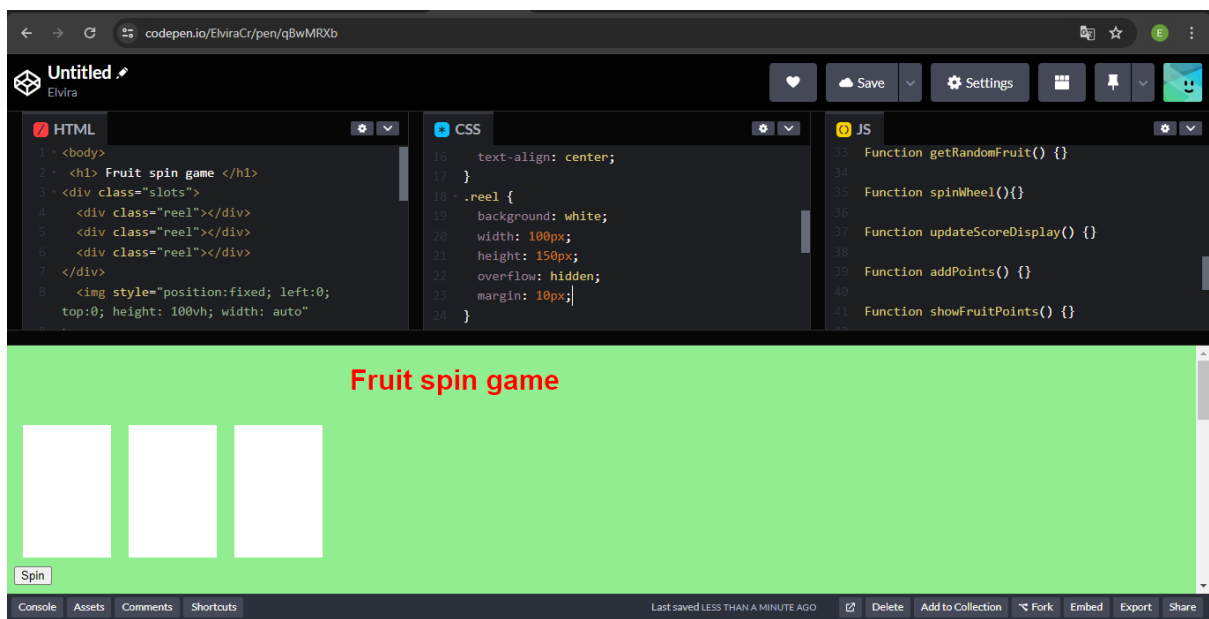 codepen.io/ElviraCr/pen/qBwMRXb
E
Untitled
Elvira
Save
Settings
HTML
1 <body>
2 <h1> Fruit spin game </h1>
3 <div class="slots">
4 <div class="reel"></div>
5 <div class="reel"></div>
6 <div class="reel"></div>
7 </div>
8 <img style="position:fixed; left:0;
top:0; height: 100vh; width: auto"
CSS
16 text-align: center;
17 }
18 .reel {
19 background: white;
20 width: 100px;
21 height: 150px;
22 overflow: hidden;
23 margin: 10px;
24 }
JS
33 Function getRandomFruit() {}
34
35 Function spinWheel(){}
36
37 Function updateScoreDisplay() {}
38
39 Function addPoints() {}
40
41 Function showFruitPoints() {}
Fruit spin game
Spin
Console Assets Comments Shortcuts
Last saved LESS THAN A MINUTE AGO Delete Add to Collection Fork Embed Export Share